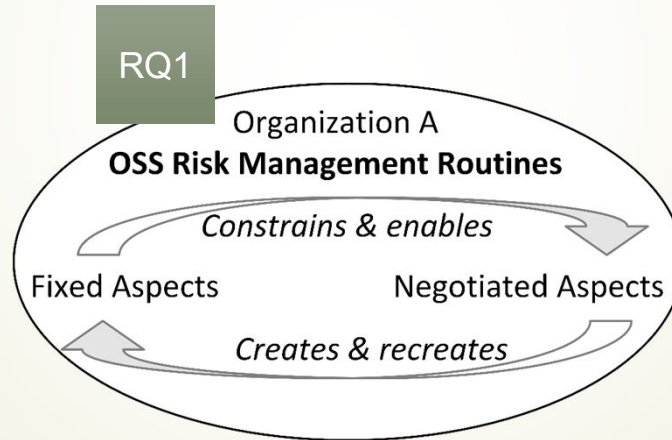 RQ1
Organization A
OSS Risk Management Routines
Constrains & enables
Fixed Aspects
Negotiated Aspects
Creates & recreates